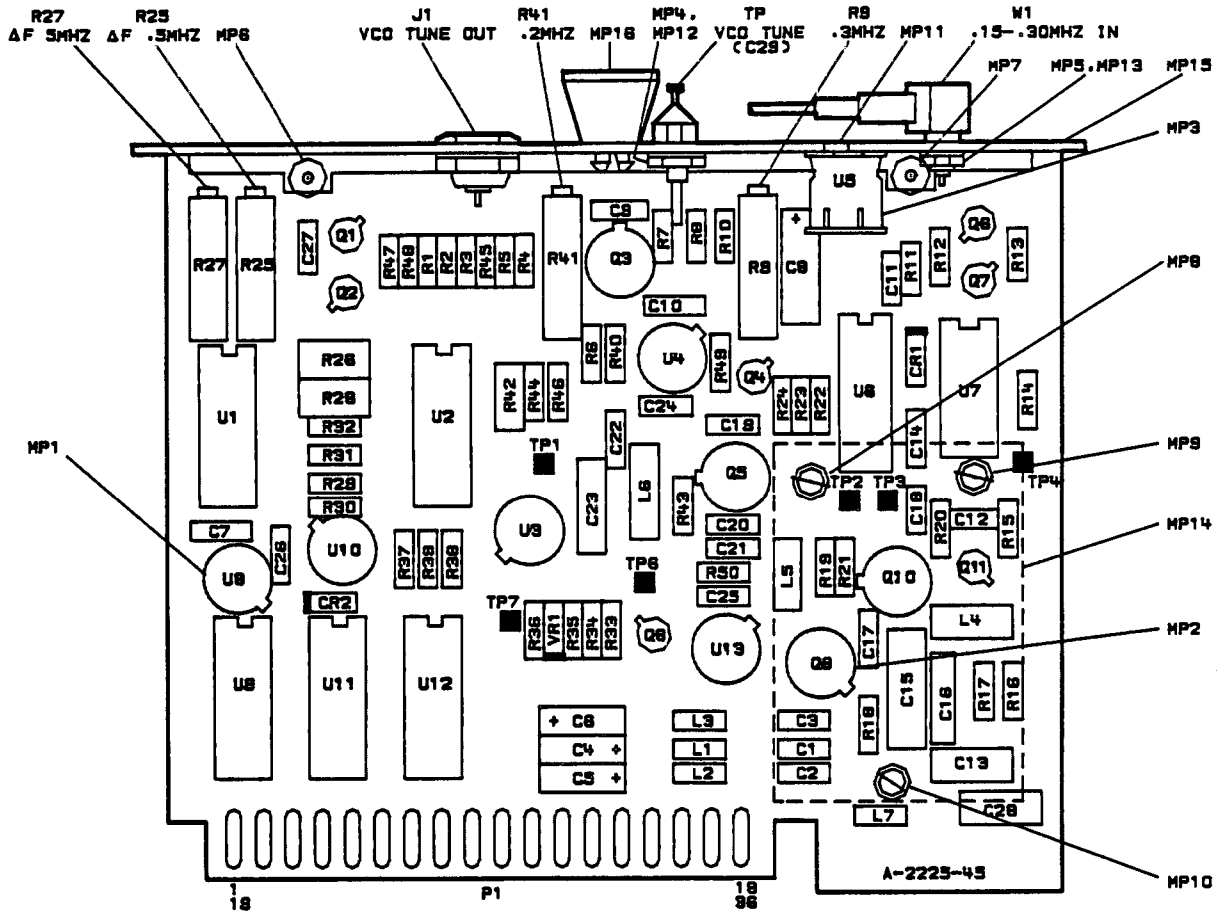 R27
ΔF 5MHZ
R25
ΔF .5MHZ
MP6
J1
VCO TUNE OUT
R41
.2MHZ
MP16
MP4,
MP12
TP
VCO TUNE
(C29)
R9
.3MHZ
MP11
W1
.15-.30MHZ IN
MP7
MP5,MP13
MP15
MP3
R27
R25
C27
Q1
Q2
R47
R48
R1
R2
R3
R45
R5
R4
R41
C9
Q3
R7
R8
R10
R9
C8
+
U5
C11
R11
R12
Q6
Q7
R13
MP8
C10
R6
R40
U4
R49
Q4
U6
CR1
U7
R14
U1
R26
R28
R32
R31
R29
R30
U2
R42
R44
R46
C24
C22
C18
R24
R23
R22
C14
MP1
TP1
L6
R43
Q5
TP2
TP3
TP4
MP9
C7
U9
C26
U10
R37
R39
R38
U3
C23
C20
C21
R50
C25
L5
R19
R21
Q10
R20
C12
R15
Q11
MP14
CR2
TP7
TP6
R36
VR1
R35
R34
R33
Q8
U13
C17
L4
MP2
U8
U11
U12
Q9
C15
C16
R17
R16
R18
+ C6
C4 +
C5 +
L3
L1
L2
C3
C1
C2
C13
L7
C28
1
19
P1
18
36
A-2225-45
MP10